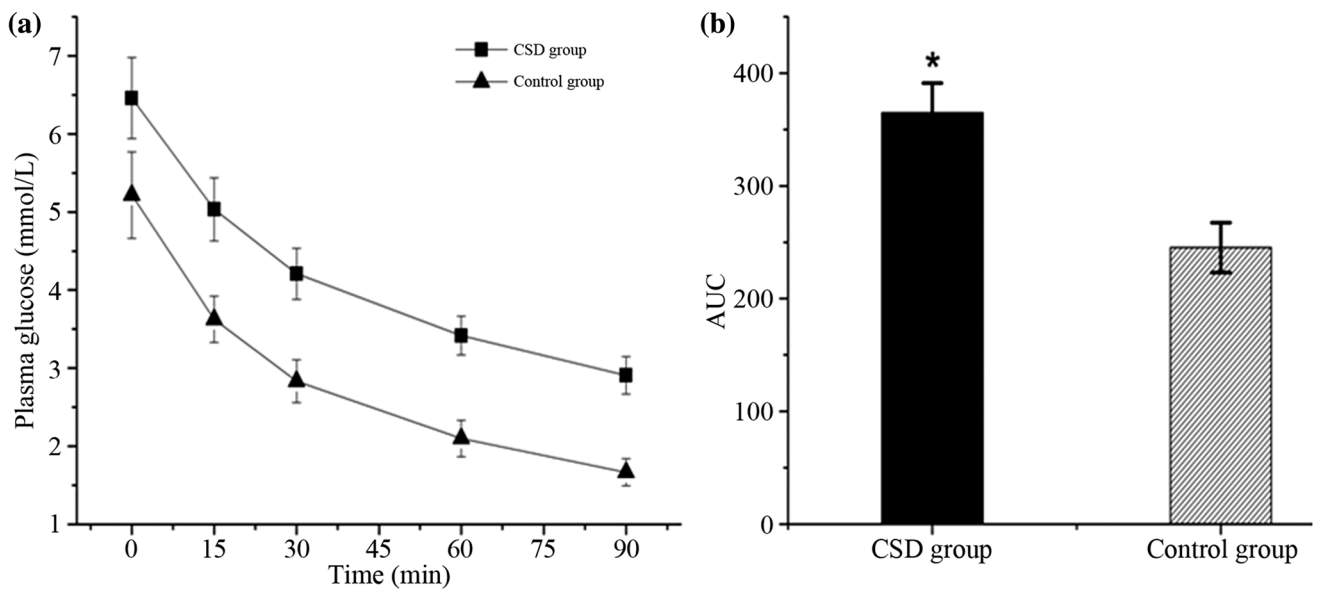 (a)
CSD group
Control group
7
6
5
4
3
2
1
Plasma glucose (mmol/L)
0 15 30 45 60 75 90
Time (min)
(b)
*
400
300
200
100
0
AUC
CSD group Control group